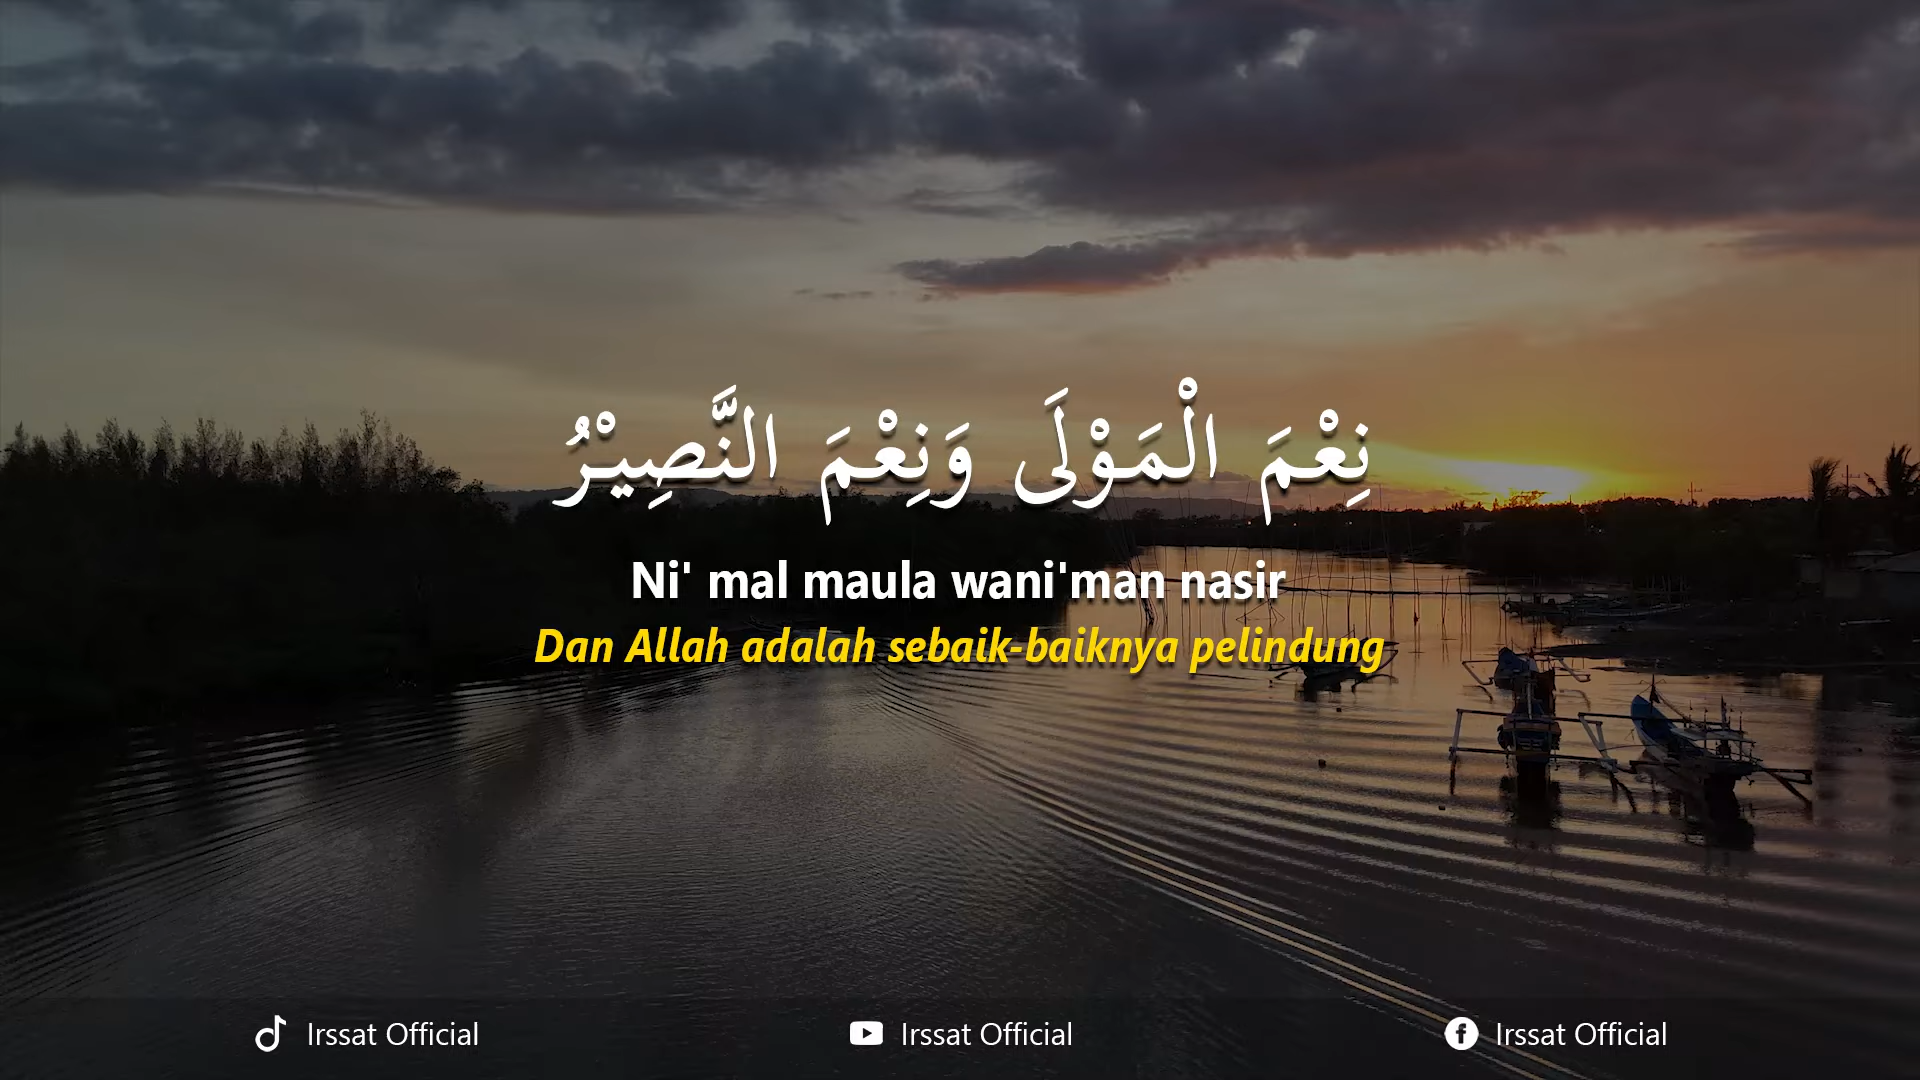 نِعْمَ الْمَوْلَى وَنِعْمَ النَّصِيْرُ
Ni' mal maula wani'man nasir
Dan Allah adalah sebaik-baiknya pelindung
Irssat Official
Irssat Official
Irssat Official